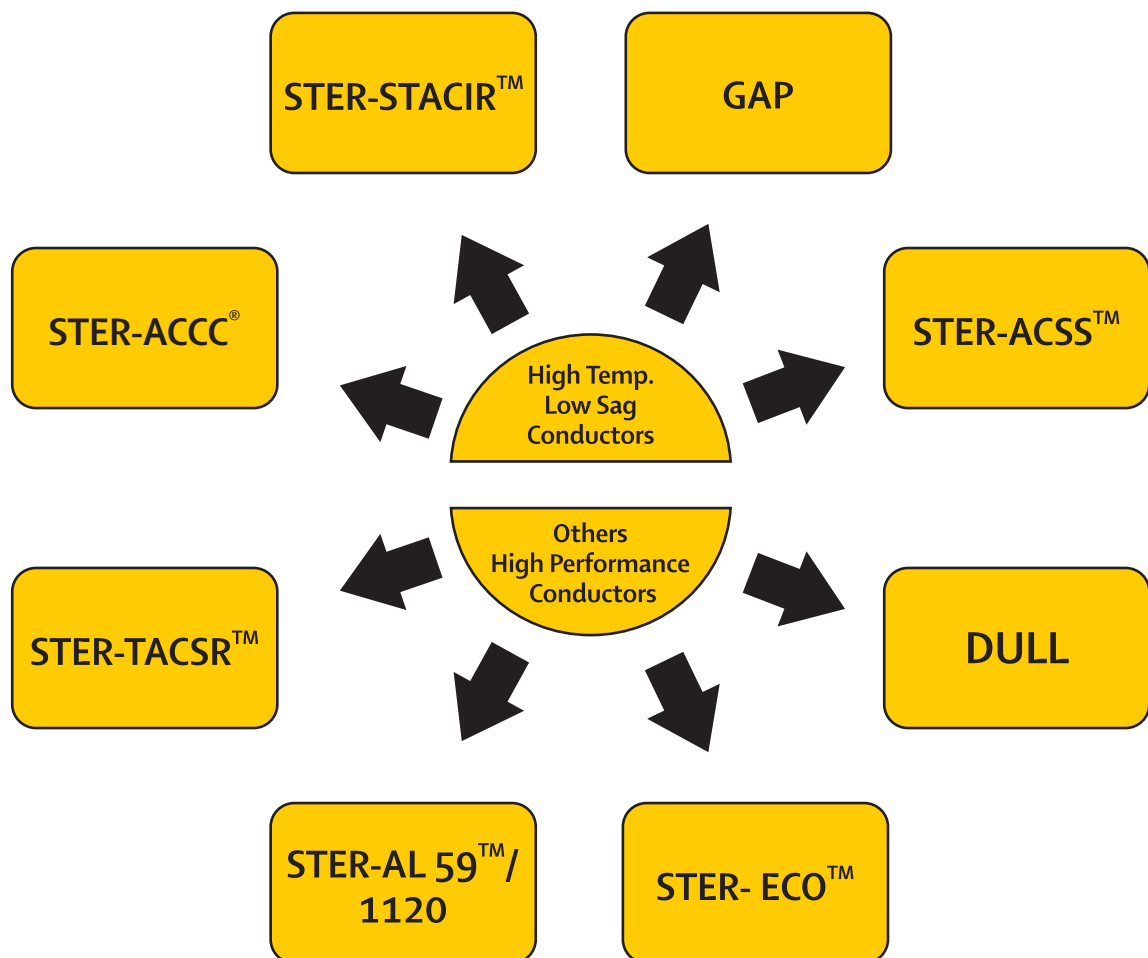 STER-STACIR™
GAP
STER-ACCC®
STER-ACSS™
High Temp.
Low Sag
Conductors
Others
High Performance
Conductors
STER-TACSR™
DULL
STER-AL 59™/
1120
STER- ECO™